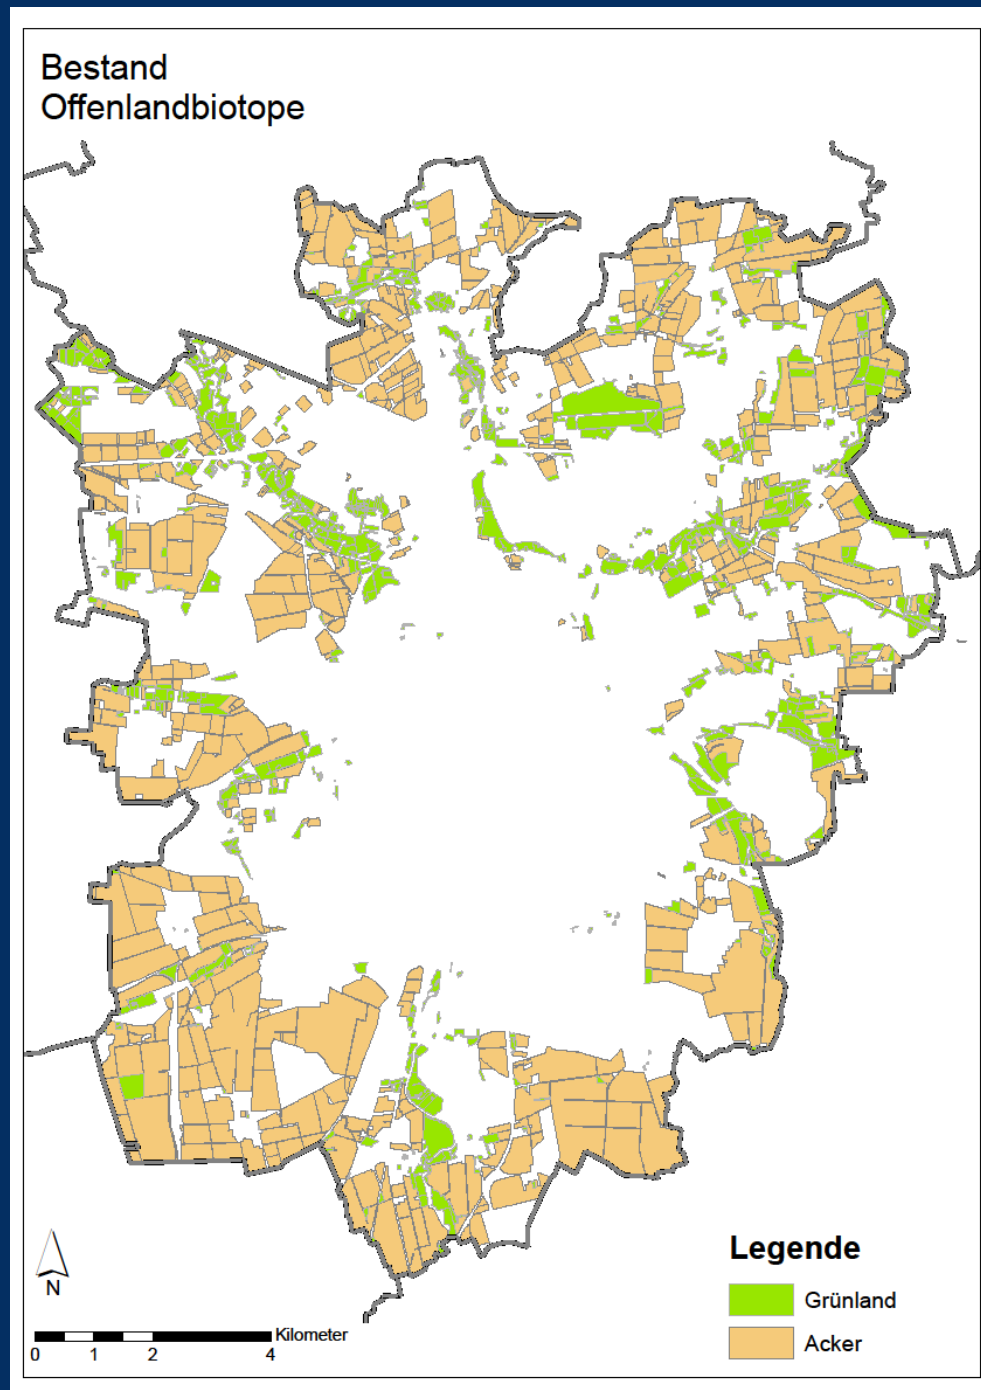 Bestand
Offenlandbiotope
N
Kilometer
0 1 2 4
Legende
Grünland
Acker